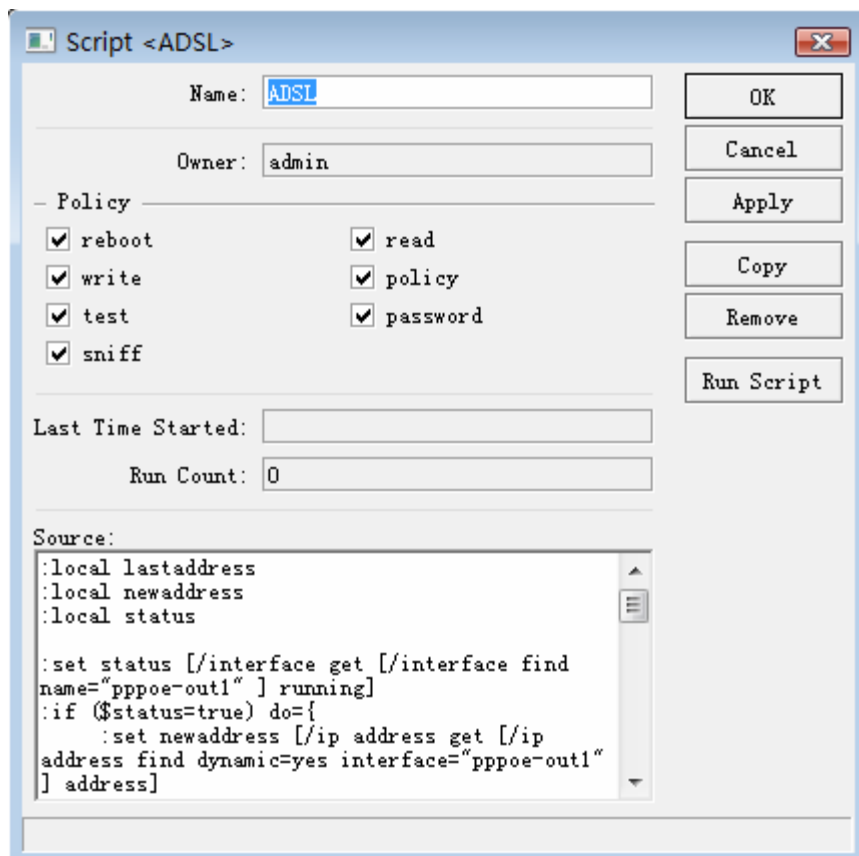 Script <ADSL>
Name: ADSL
OK
Owner: admin
Cancel
Policy
Apply
reboot
read
write
policy
Copy
test
password
Remove
sniff
Run Script
Last Time Started:
Run Count: 0
Source:
:local lastaddress
:local newaddress
:local status
:set status [/interface get [/interface find
name="pppoe-out1" ] running]
:if ($status=true) do={
:set newaddress [/ip address get [/ip
address find dynamic=yes interface="pppoe-out1"
] address]